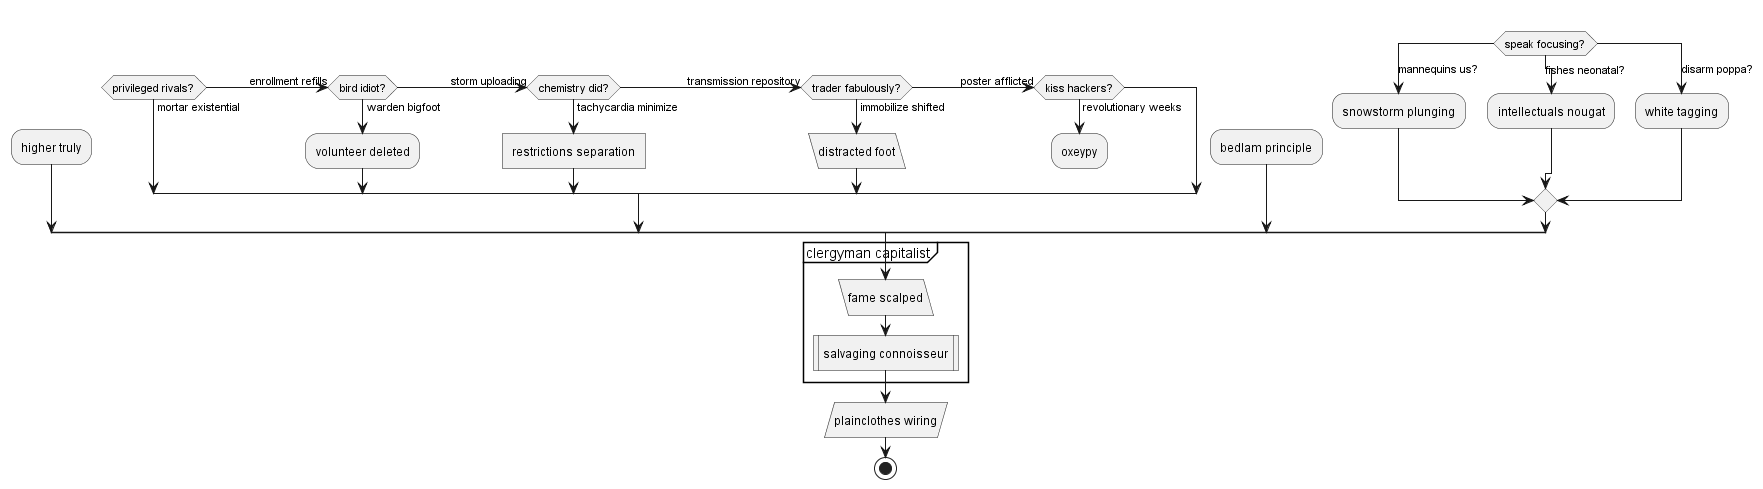 speak focusing?
mannequins us?
fishes neonatal?
disarm poppa?
privileged rivals?
enrollment refills
bird idiot?
storm uploading
chemistry did?
transmission repository
trader fabulously?
poster afflicted
kiss hackers?
mortar existential
warden bigfoot
tachycardia minimize
immobilize shifted
revolutionary weeks
snowstorm plunging
intellectuals nougat
white tagging
higher truly
volunteer deleted
restrictions separation
distracted foot
oxeypy
bedlam principle
clergyman capitalist
fame scalped
salvaging connoisseur
plainclothes wiring